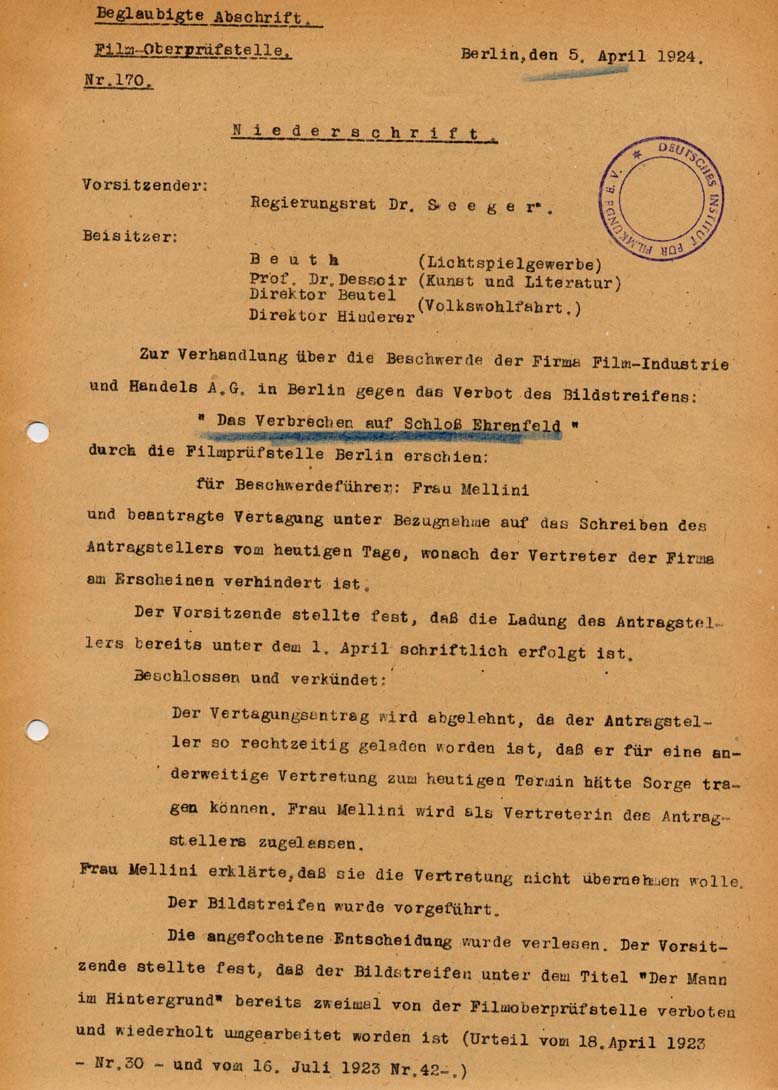 Beglaubigte Abschrift.
Film-Oberprüfstelle.
Berlin,den 5. April 1924.
Nr.170.
Niederschrift.
DEUTSCHES INSTITUT FÜR FILMKUNDE E.V. *
Vorsitzender:
Regierungsrat Dr. Seeger".
Beisitzer:
Beuth (Lichtspielgewerbe)
Prof. Dr.Dessoir (Kunst und Literatur)
Direktor Beutel
(Volkswohlfahrt.)
Direktor Hinderer
Zur Verhandlung über die Beschwerde der Firma Film-Industrie
und Handels A.G. in Berlin gegen das Verbot des Bildstreifens:
" Das Verbrechen auf Schloß Ehrenfeld "
durch die Filmprüfstelle Berlin erschien:
für Beschwerdeführer: Frau Mellini
und beantragte Vertagung unter Bezugnahme auf das Schreiben des
Antragstellers vom heutigen Tage, wonach der Vertreter der Firma
am Erscheinen verhindert ist.
Der Vorsitzende stellte fest, daß die Ladung des Antragstel-
lers bereits unter dem 1. April schriftlich erfolgt ist.
Beschlossen und verkündet:
Der Vertagungsantrag wird abgelehnt, da der Antragstel-
ler so rechtzeitig geladen worden ist, daß er für eine an-
derweitige Vertretung zum heutigen Termin hätte Sorge tra-
gen können. Frau Mellini wird als Vertreterin des Antrag-
stellers zugelassen.
Frau Mellini erklärte,daß sie die Vertretung nicht übernehmen wolle.
Der Bildstreifen wurde vorgeführt.
Die angefochtene Entscheidung wurde verlesen. Der Vorsit-
zende stellte fest, daß der Bildstreifen unter dem Titel "Der Mann
im Hintergrund" bereits zweimal von der Filmoberprüfstelle verboten
und wiederholt umgearbeitet worden ist (Urteil vom 18.April 1923
- Nr.30 - und vom 16. Juli 1923 Nr.42-.)